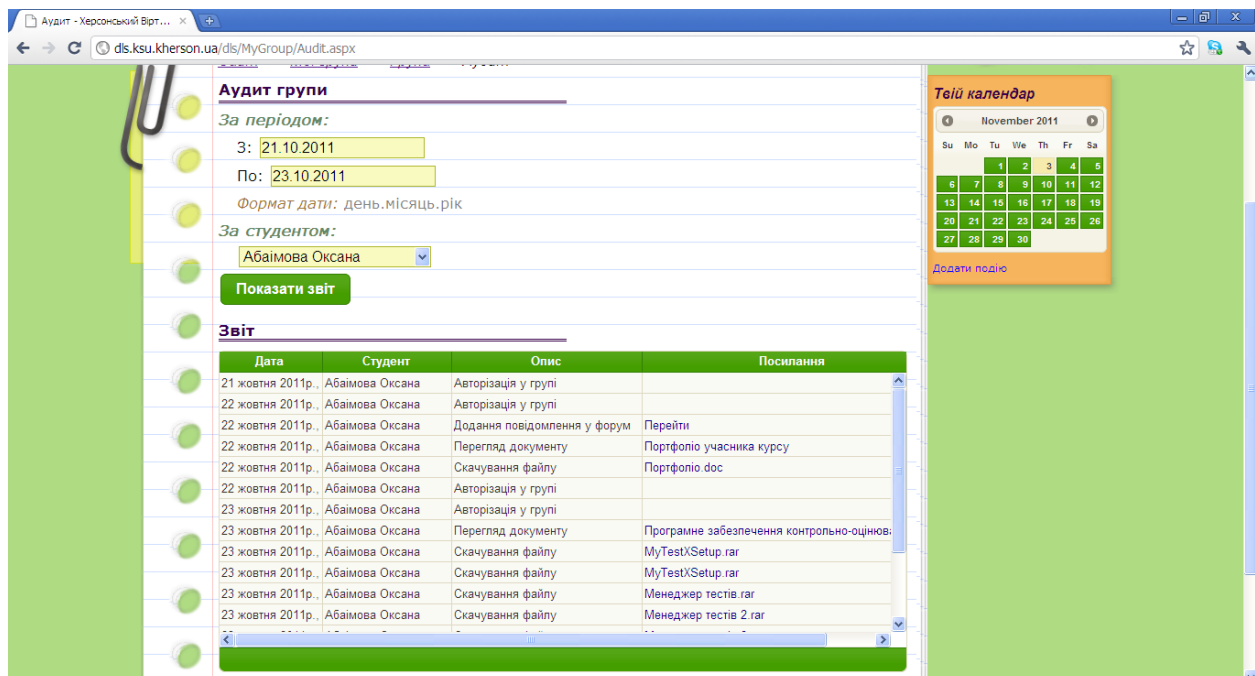 Аудит - Херсонський Вірт...
dls.ksu.kherson.ua/dls/MyGroup/Audit.aspx
Аудит групи
За періодом:
З: 21.10.2011
По: 23.10.2011
Формат дати: день.місяць.рік
За студентом:
Абаімова Оксана
Показати звіт
Звіт
Дата Студент Опис Посилання
21 жовтня 2011р., Абаімова Оксана Авторізація у групі
22 жовтня 2011р., Абаімова Оксана Авторізація у групі
22 жовтня 2011р., Абаімова Оксана Додання повідомлення у форум Перейти
22 жовтня 2011р., Абаімова Оксана Перегляд документу Портфоліо учасника курсу
22 жовтня 2011р., Абаімова Оксана Скачування файлу Портфоліо.doc
22 жовтня 2011р., Абаімова Оксана Авторізація у групі
23 жовтня 2011р., Абаімова Оксана Авторізація у групі
23 жовтня 2011р., Абаімова Оксана Перегляд документу Програмне забезпечення контрольно-оцінюва
23 жовтня 2011р., Абаімова Оксана Скачування файлу MyTestXSetup.rar
23 жовтня 2011р., Абаімова Оксана Скачування файлу MyTestXSetup.rar
23 жовтня 2011р., Абаімова Оксана Скачування файлу Менеджер тестів.rar
23 жовтня 2011р., Абаімова Оксана Скачування файлу Менеджер тестів 2.rar
Твій календар
November 2011
Su Mo Tu We Th Fr Sa
1 2 3 4 5
6 7 8 9 10 11 12
13 14 15 16 17 18 19
20 21 22 23 24 25 26
27 28 29 30
Додати подію